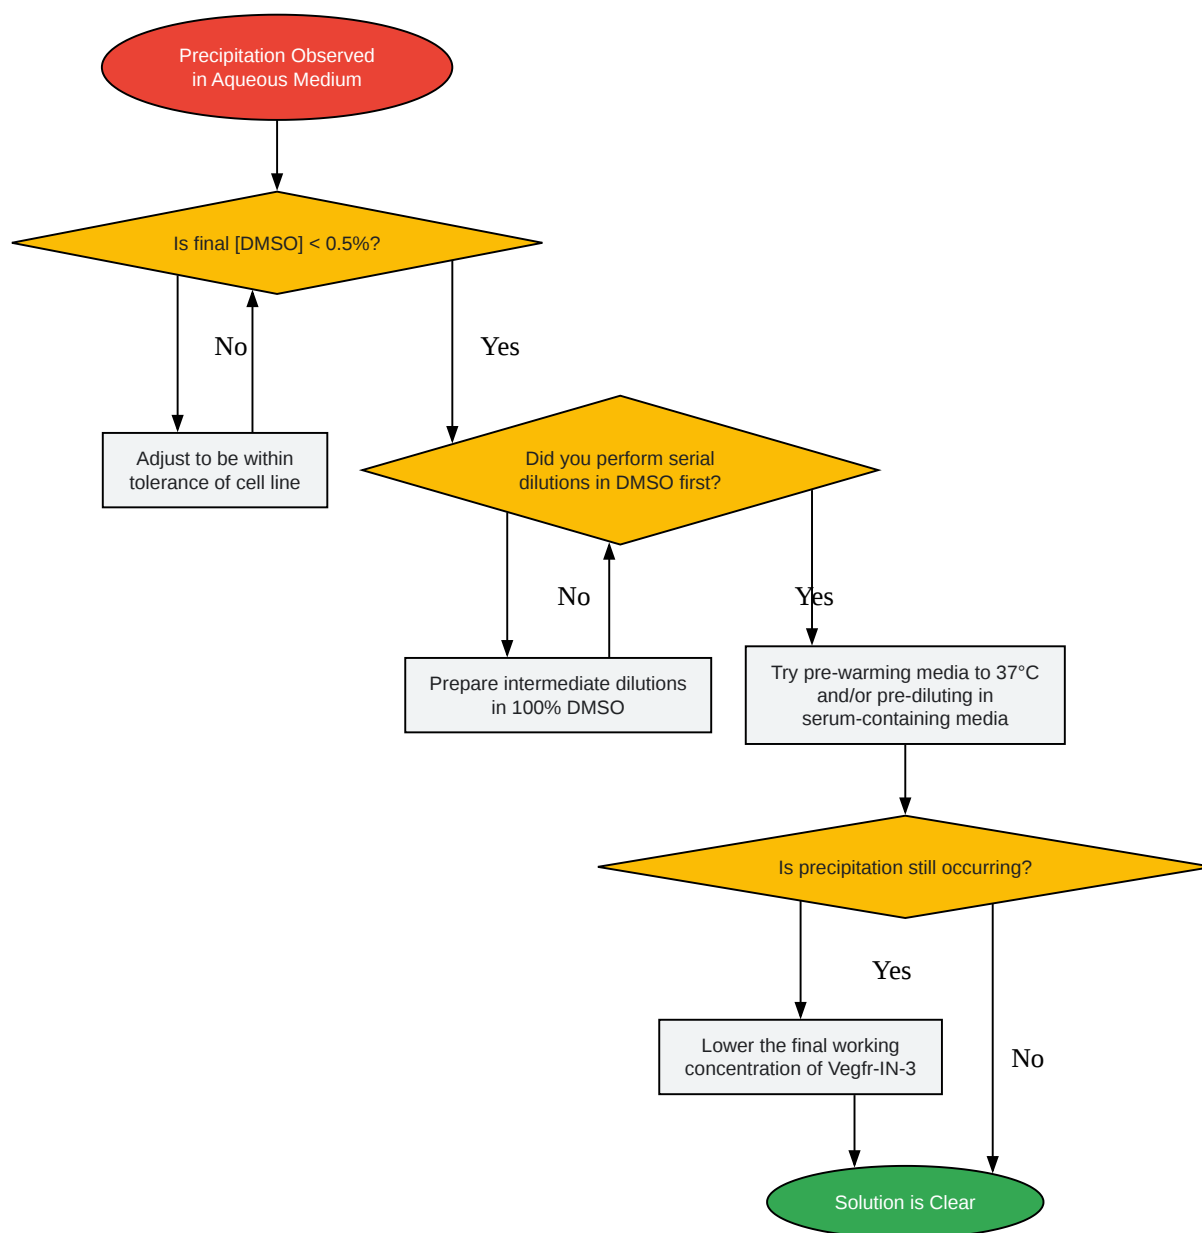 Precipitation Observed
in Aqueous Medium
Is final [DMSO] < 0.5%?
No
Yes
Adjust to be within
tolerance of cell line
Did you perform serial
dilutions in DMSO first?
No
Yes
Prepare intermediate dilutions
in 100% DMSO
Try pre-warming media to 37°C
and/or pre-diluting in
serum-containing media
Is precipitation still occurring?
Yes
Lower the final working
concentration of Vegfr-IN-3
No
Solution is Clear